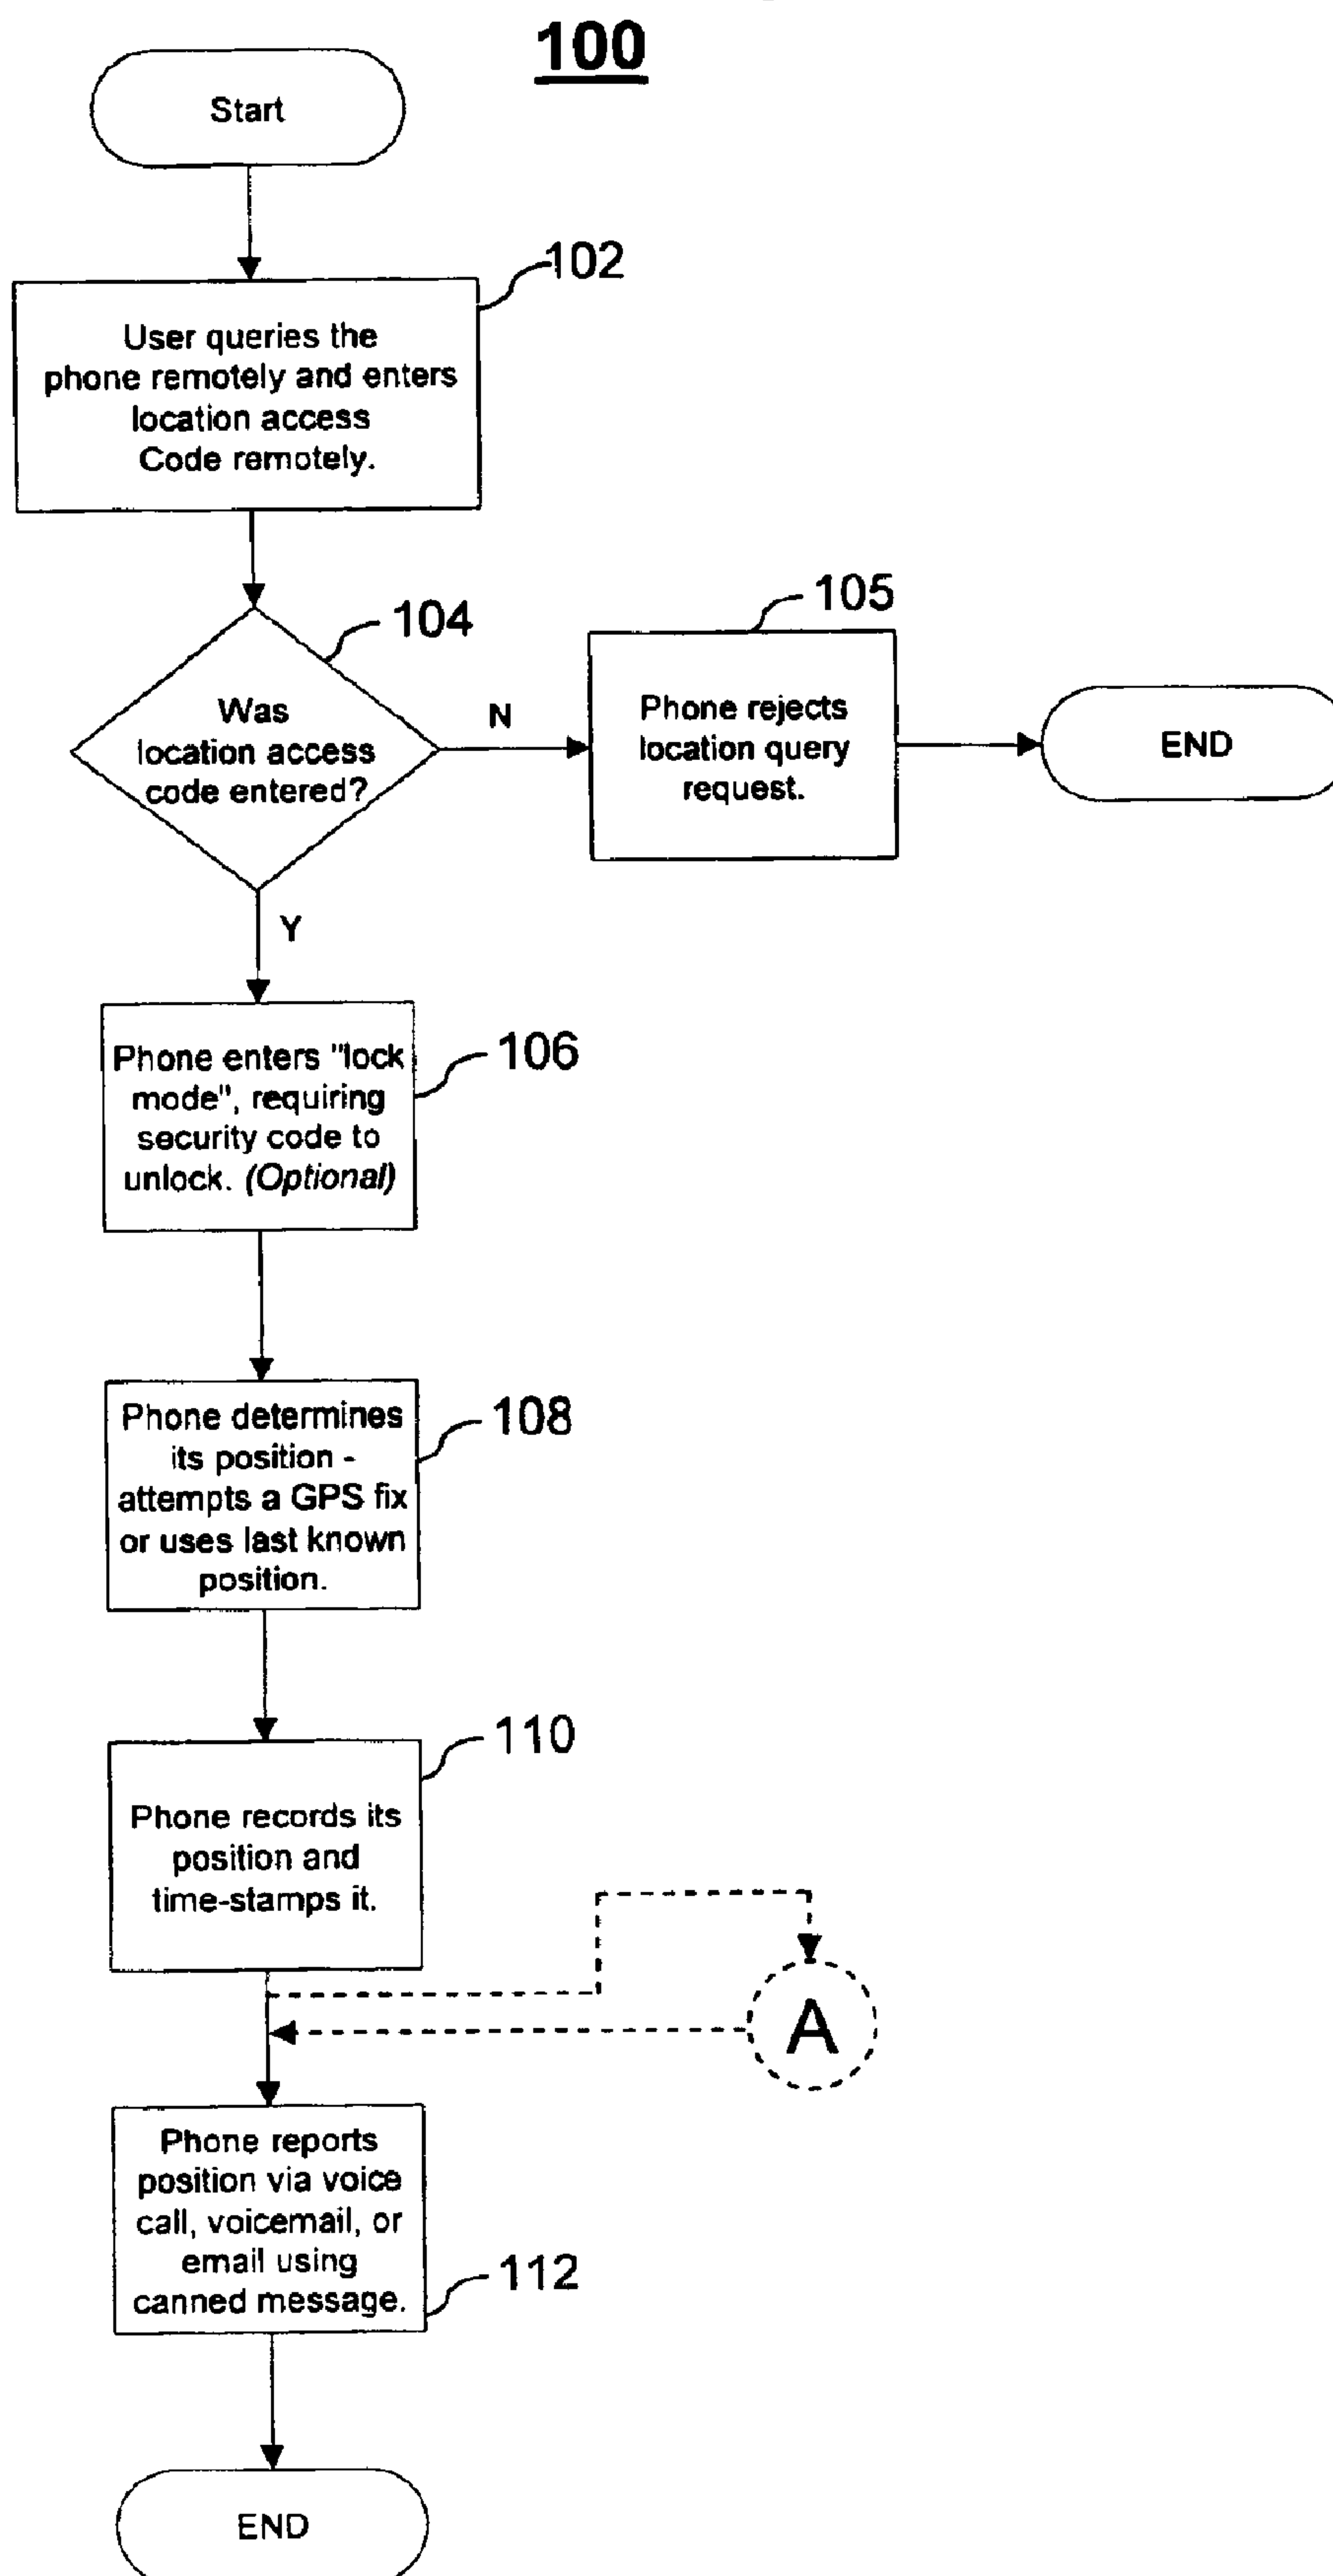 100
Start
102
User queries the
phone remotely and enters
location access
Code remotely.
104
Was
location access
code entered?
N
105
Phone rejects
location query
request.
END
Y
106
Phone enters "lock
mode", requiring
security code to
unlock. (Optional)
108
Phone determines
its position -
attempts a GPS fix
or uses last known
position.
110
Phone records its
position and
time-stamps it.
A
Phone reports
position via voice
call, voicemail, or
email using
canned message.
112
END